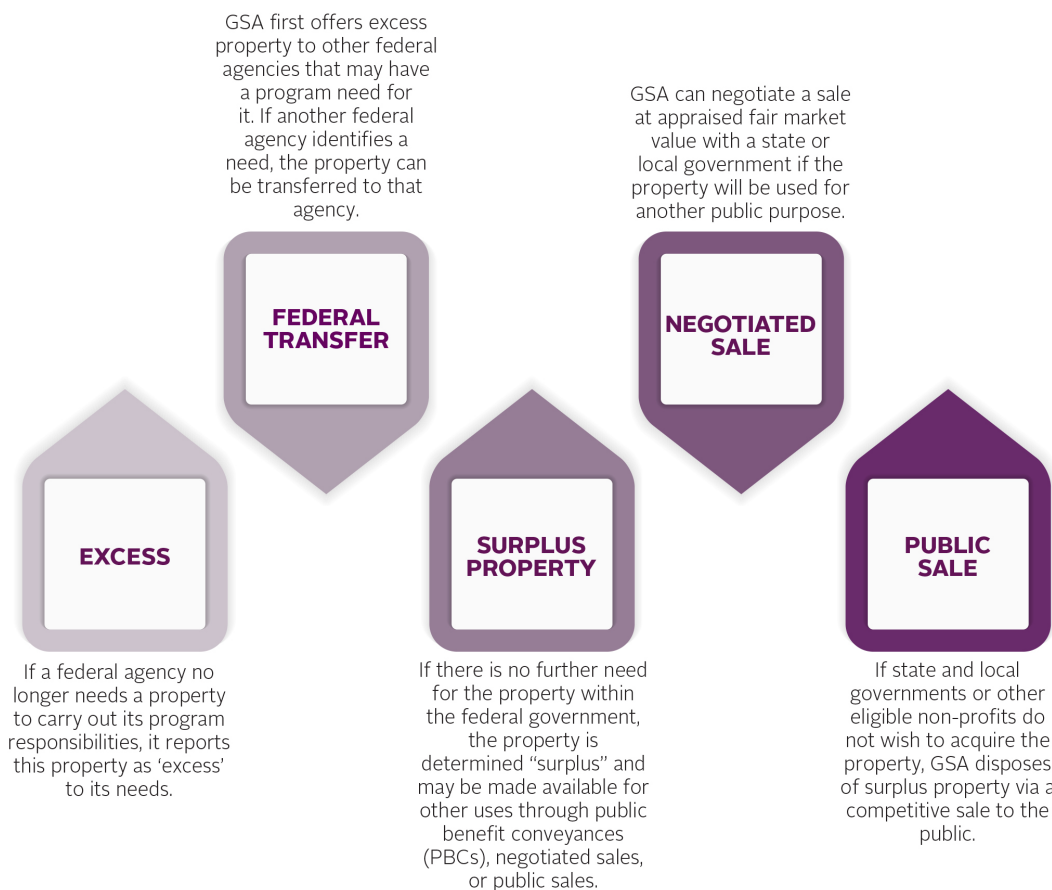 GSA first offers excess
property to other federal
agencies that may have
a program need for
it. If another federal
agency identifies a
need, the property can
be transferred to that
agency.
FEDERAL
TRANSFER
GSA can negotiate a sale
at appraised fair market
value with a state or
local government if the
property will be used for
another public purpose.
NEGOTIATED
SALE
EXCESS
If a federal agency no
longer needs a property
to carry out its program
responsibilities, it reports
this property as ‘excess’
to its needs.
SURPLUS
PROPERTY
If there is no further need
for the property within
the federal government,
the property is
determined “surplus” and
may be made available for
other uses through public
benefit conveyances
(PBCs), negotiated sales,
or public sales.
PUBLIC
SALE
If state and local
governments or other
eligible non-profits do
not wish to acquire the
property, GSA disposes
of surplus property via a
competitive sale to the
public.